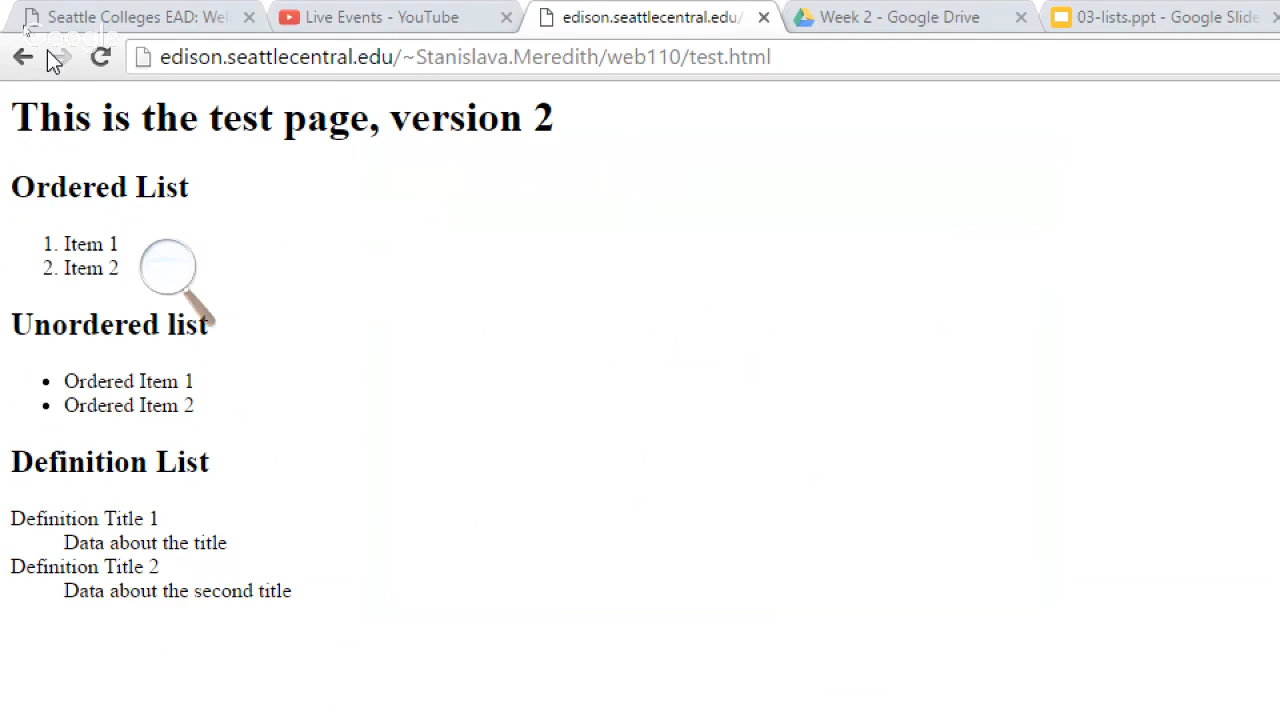 Seattle Colleges EAD: Wel
Live Events - YouTube
edison.seattlecentral.edu/
Week 2 - Google Drive
03-lists.ppt - Google Slide
Google
edison.seattlecentral.edu/~Stanislava.Meredith/web110/test.html
This is the test page, version 2
Ordered List
1. Item 1
2. Item 2
Unordered list
• Ordered Item 1
• Ordered Item 2
Definition List
Definition Title 1
Data about the title
Definition Title 2
Data about the second title